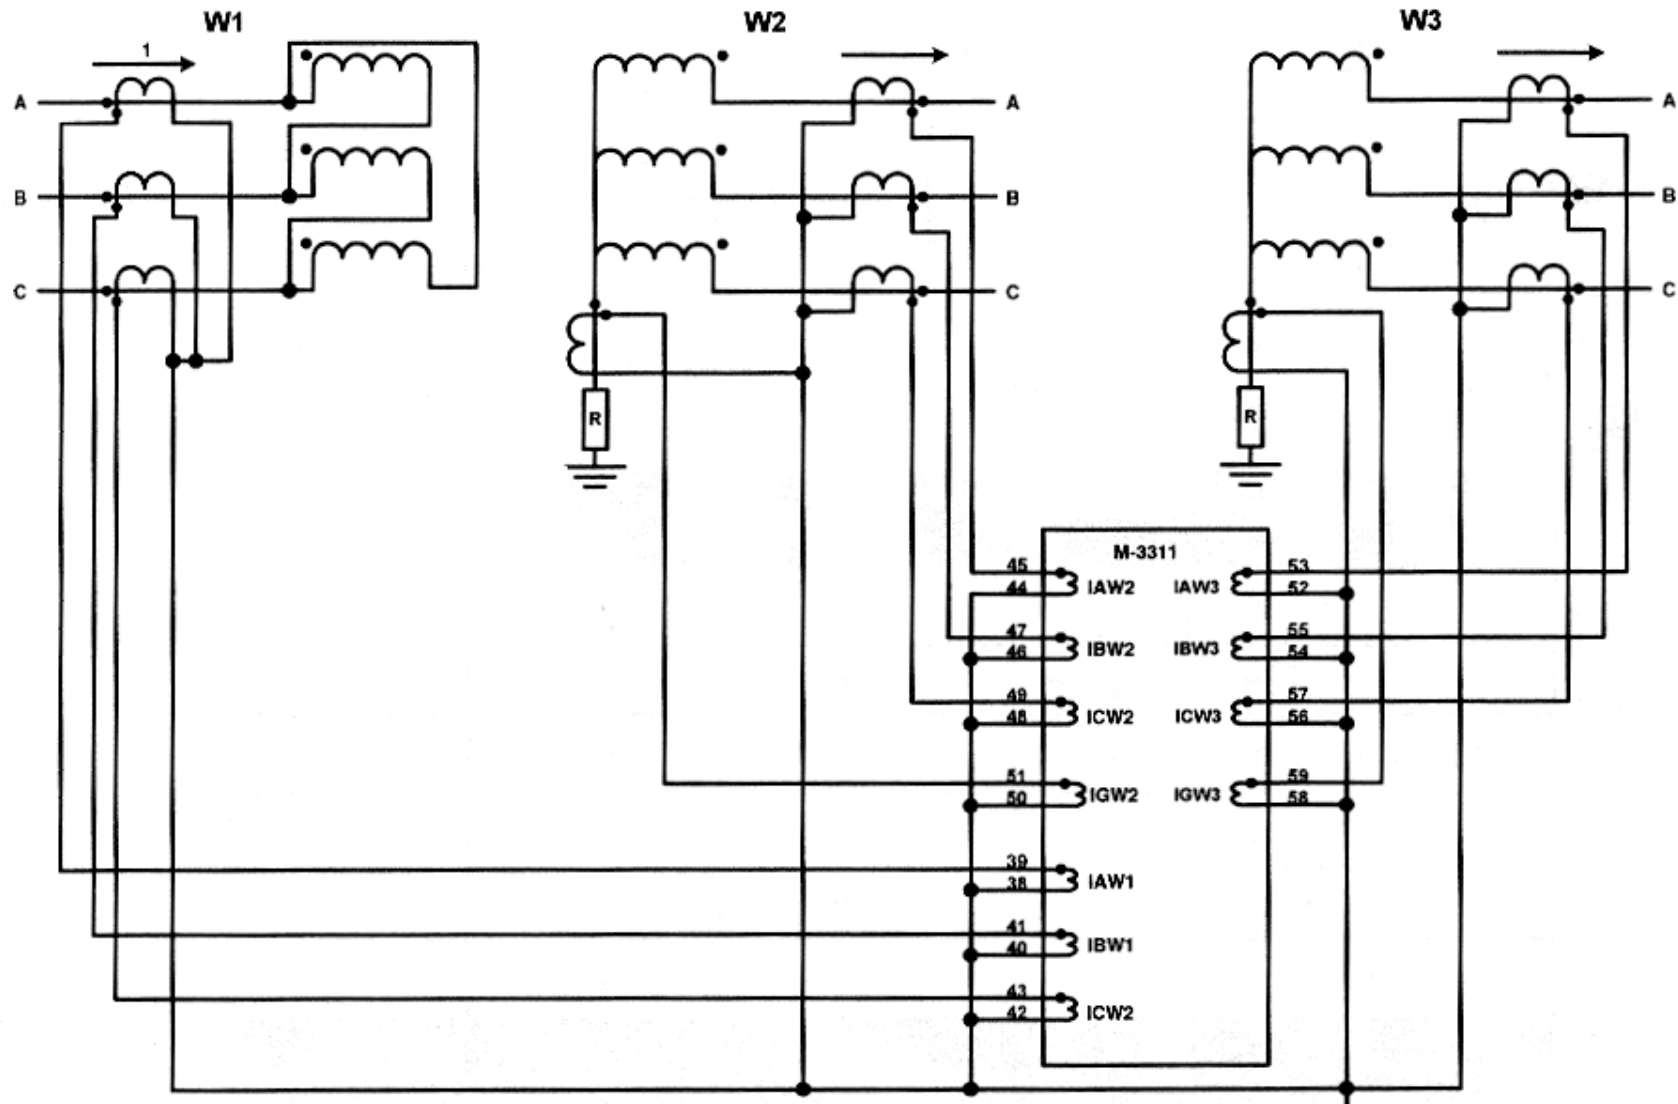 W1 W2 W3
1
A A A
B B B
C C C
R R
M-3311
45 IAW2 IAW3 53
44 52
47 IBW2 IBW3 55
46 54
49 ICW2 ICW3 57
48 56
51 IGW2 IGW3 59
50 58
39
38 IAW1
41
40 IBW1
43
42 ICW2